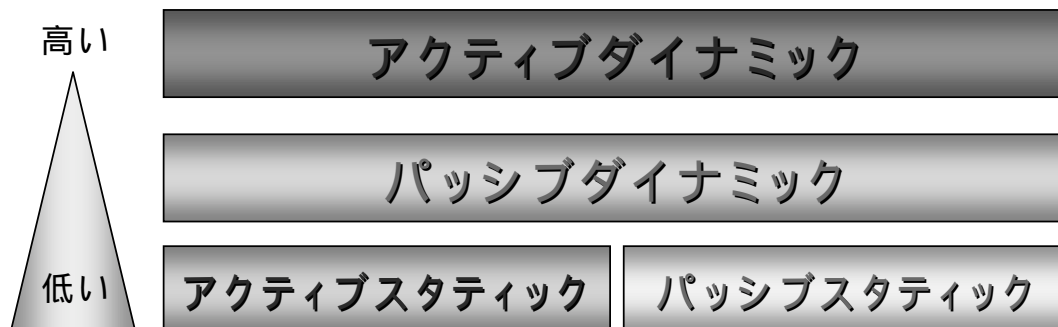 高い
アクティブダイナミック
パッシブダイナミック
低い
アクティブスタティック
パッシブスタティック